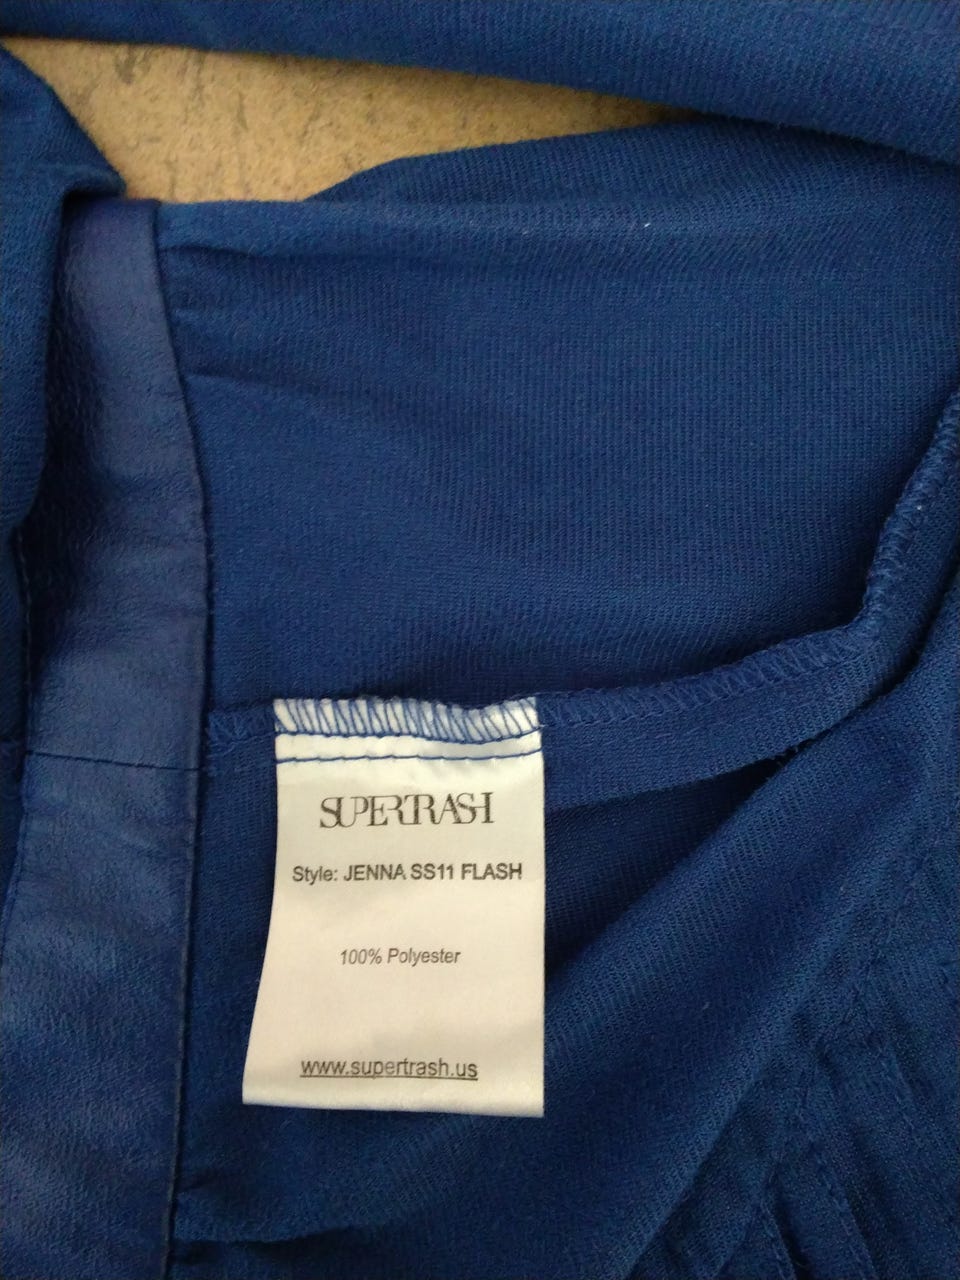 SUPERTRASH
Style: JENNA SS11 FLASH
100% Polyester
www.supertrash.us